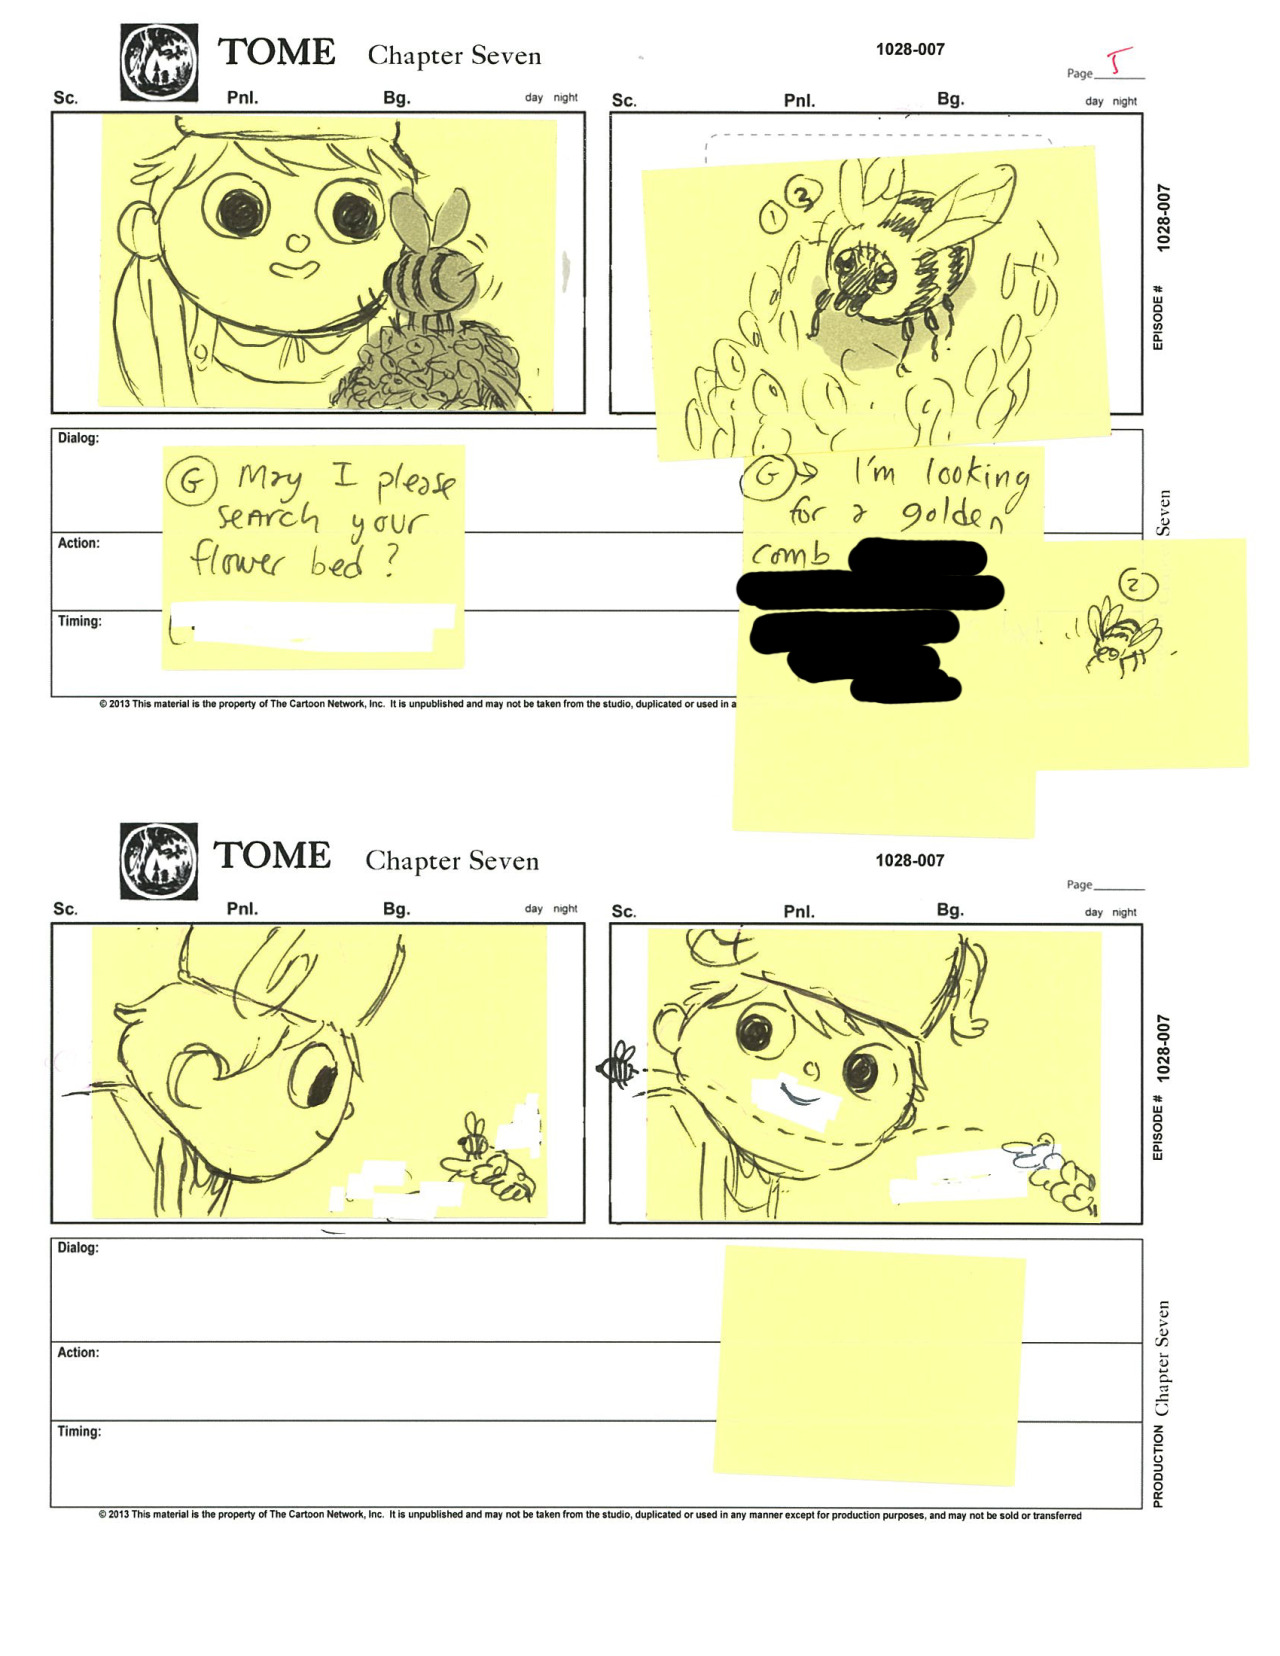 TOME Chapter Seven
1028-007
Page 5
Sc. Pnl. Bg. day night
Sc. Pnl. Bg. day night
1 3
EPISODE # 1028-007
Dialog:
G May I please
search your
flower bed?
G → I'm looking
for a golden
comb
2
Seven
Action:
Timing:
© 2013 This material is the property of The Cartoon Network, Inc. It is unpublished and may not be taken from the studio, duplicated or used in a
TOME Chapter Seven
1028-007
Page
Sc. Pnl. Bg. day night
Sc. Pnl. Bg. day night
EPISODE # 1028-007
Dialog:
Action:
Timing:
PRODUCTION Chapter Seven
© 2013 This material is the property of The Cartoon Network, Inc. It is unpublished and may not be taken from the studio, duplicated or used in any manner except for production purposes, and may not be sold or transferred